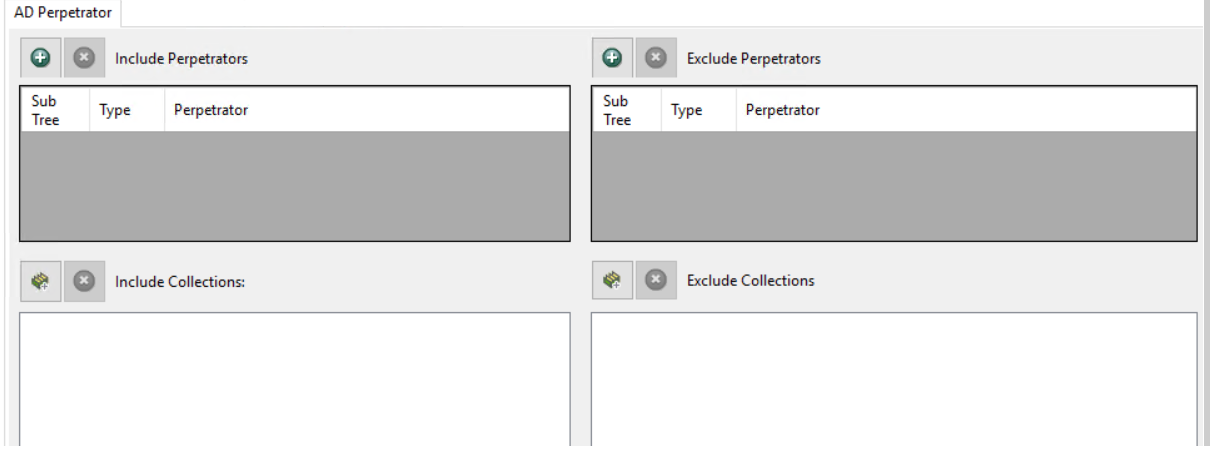 AD Perpetrator
Include Perpetrators
Exclude Perpetrators
Sub
Tree
Type
Perpetrator
Sub
Tree
Type
Perpetrator
Include Collections:
Exclude Collections